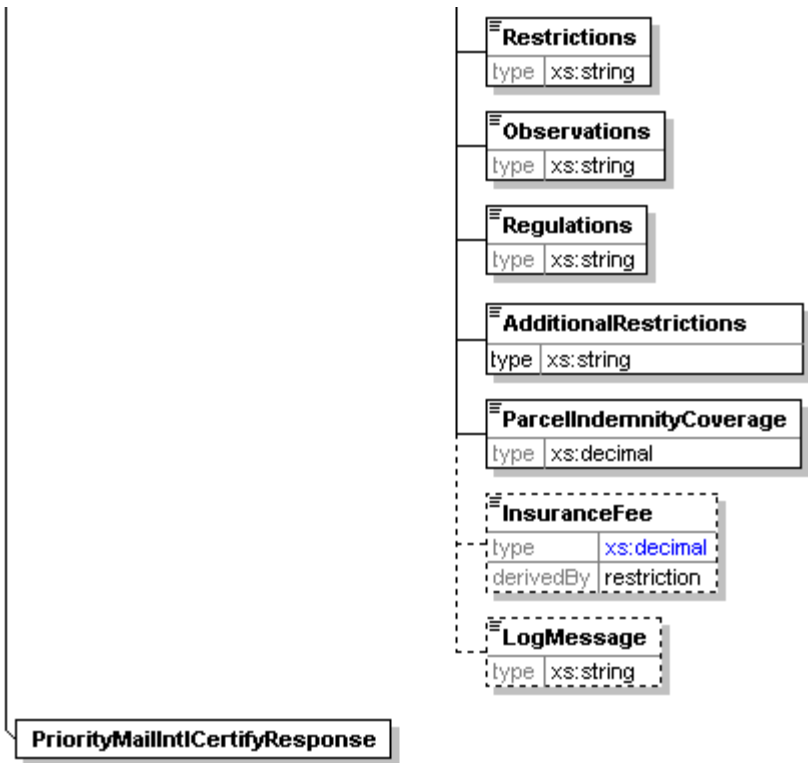 Restrictions
type xs:string
Observations
type xs:string
Regulations
type xs:string
AdditionalRestrictions
type xs:string
ParcelIndemnityCoverage
type xs:decimal
InsuranceFee
type xs:decimal
derivedBy restriction
LogMessage
type xs:string
PriorityMailIntlCertifyResponse